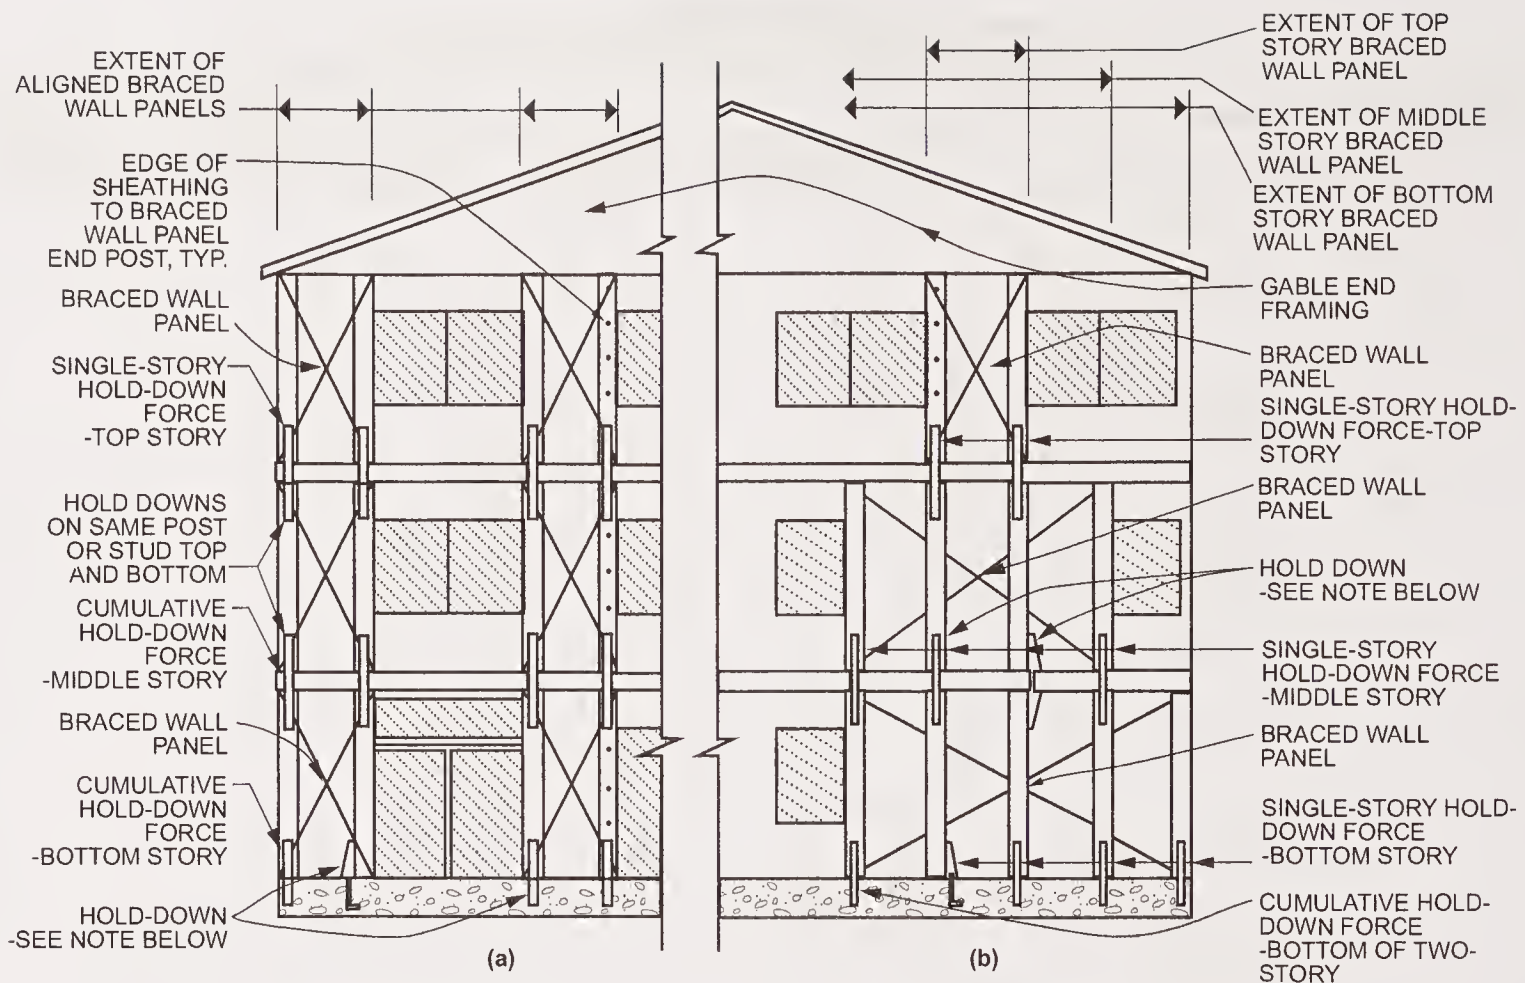 EXTENT OF
ALIGNED BRACED
WALL PANELS
EDGE OF
SHEATHING
TO BRACED
WALL PANEL
END POST, TYP.
BRACED WALL
PANEL
SINGLE-STORY
HOLD-DOWN
FORCE
-TOP STORY
HOLD DOWNS
ON SAME POST
OR STUD TOP
AND BOTTOM
CUMULATIVE
HOLD-DOWN
FORCE
-MIDDLE STORY
BRACED WALL
PANEL
CUMULATIVE
HOLD-DOWN
FORCE
-BOTTOM STORY
HOLD-DOWN
-SEE NOTE BELOW
(a)
EXTENT OF TOP
STORY BRACED
WALL PANEL
EXTENT OF MIDDLE
STORY BRACED
WALL PANEL
EXTENT OF BOTTOM
STORY BRACED
WALL PANEL
GABLE END
FRAMING
BRACED WALL
PANEL
SINGLE-STORY HOLD-
DOWN FORCE-TOP
STORY
BRACED WALL
PANEL
HOLD DOWN
-SEE NOTE BELOW
SINGLE-STORY
HOLD-DOWN FORCE
-MIDDLE STORY
BRACED WALL
PANEL
SINGLE-STORY HOLD-
DOWN FORCE
-BOTTOM STORY
CUMULATIVE HOLD-
DOWN FORCE
-BOTTOM OF TWO-
STORY
(b)